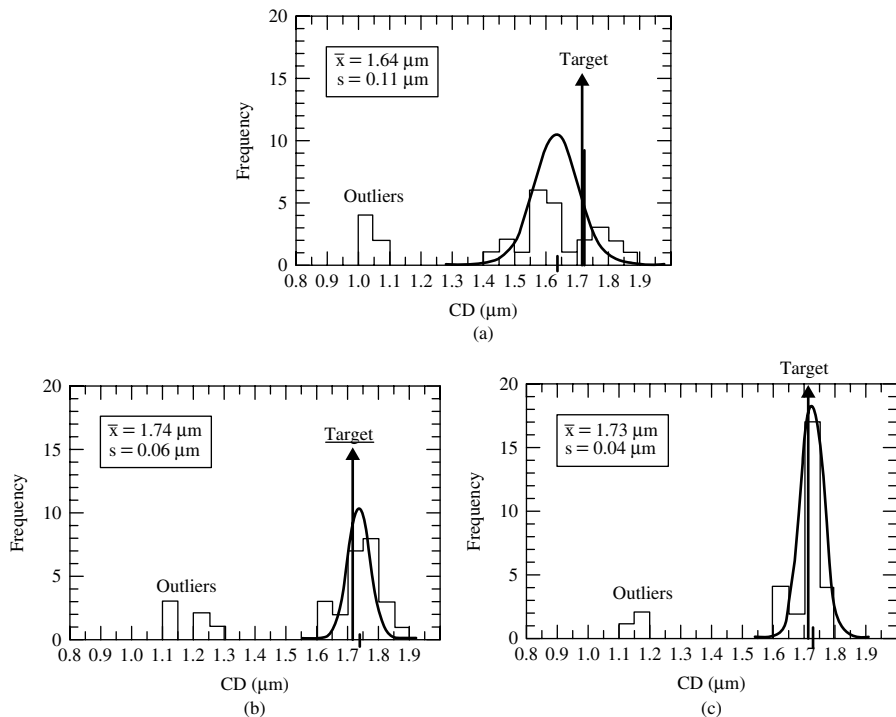 20
15
10
5
0
Frequency
x̄ = 1.64 μm
s = 0.11 μm
Target
Outliers
0.8 0.9 1.0 1.1 1.2 1.3 1.4 1.5 1.6 1.7 1.8 1.9
CD (μm)
(a)
20
15
10
5
0
Frequency
x̄ = 1.74 μm
s = 0.06 μm
Target
Outliers
0.8 0.9 1.0 1.1 1.2 1.3 1.4 1.5 1.6 1.7 1.8 1.9
CD (μm)
(b)
Target
20
15
10
5
0
Frequency
x̄ = 1.73 μm
s = 0.04 μm
Outliers
0.8 0.9 1.0 1.1 1.2 1.3 1.4 1.5 1.6 1.7 1.8 1.9
CD (μm)
(c)